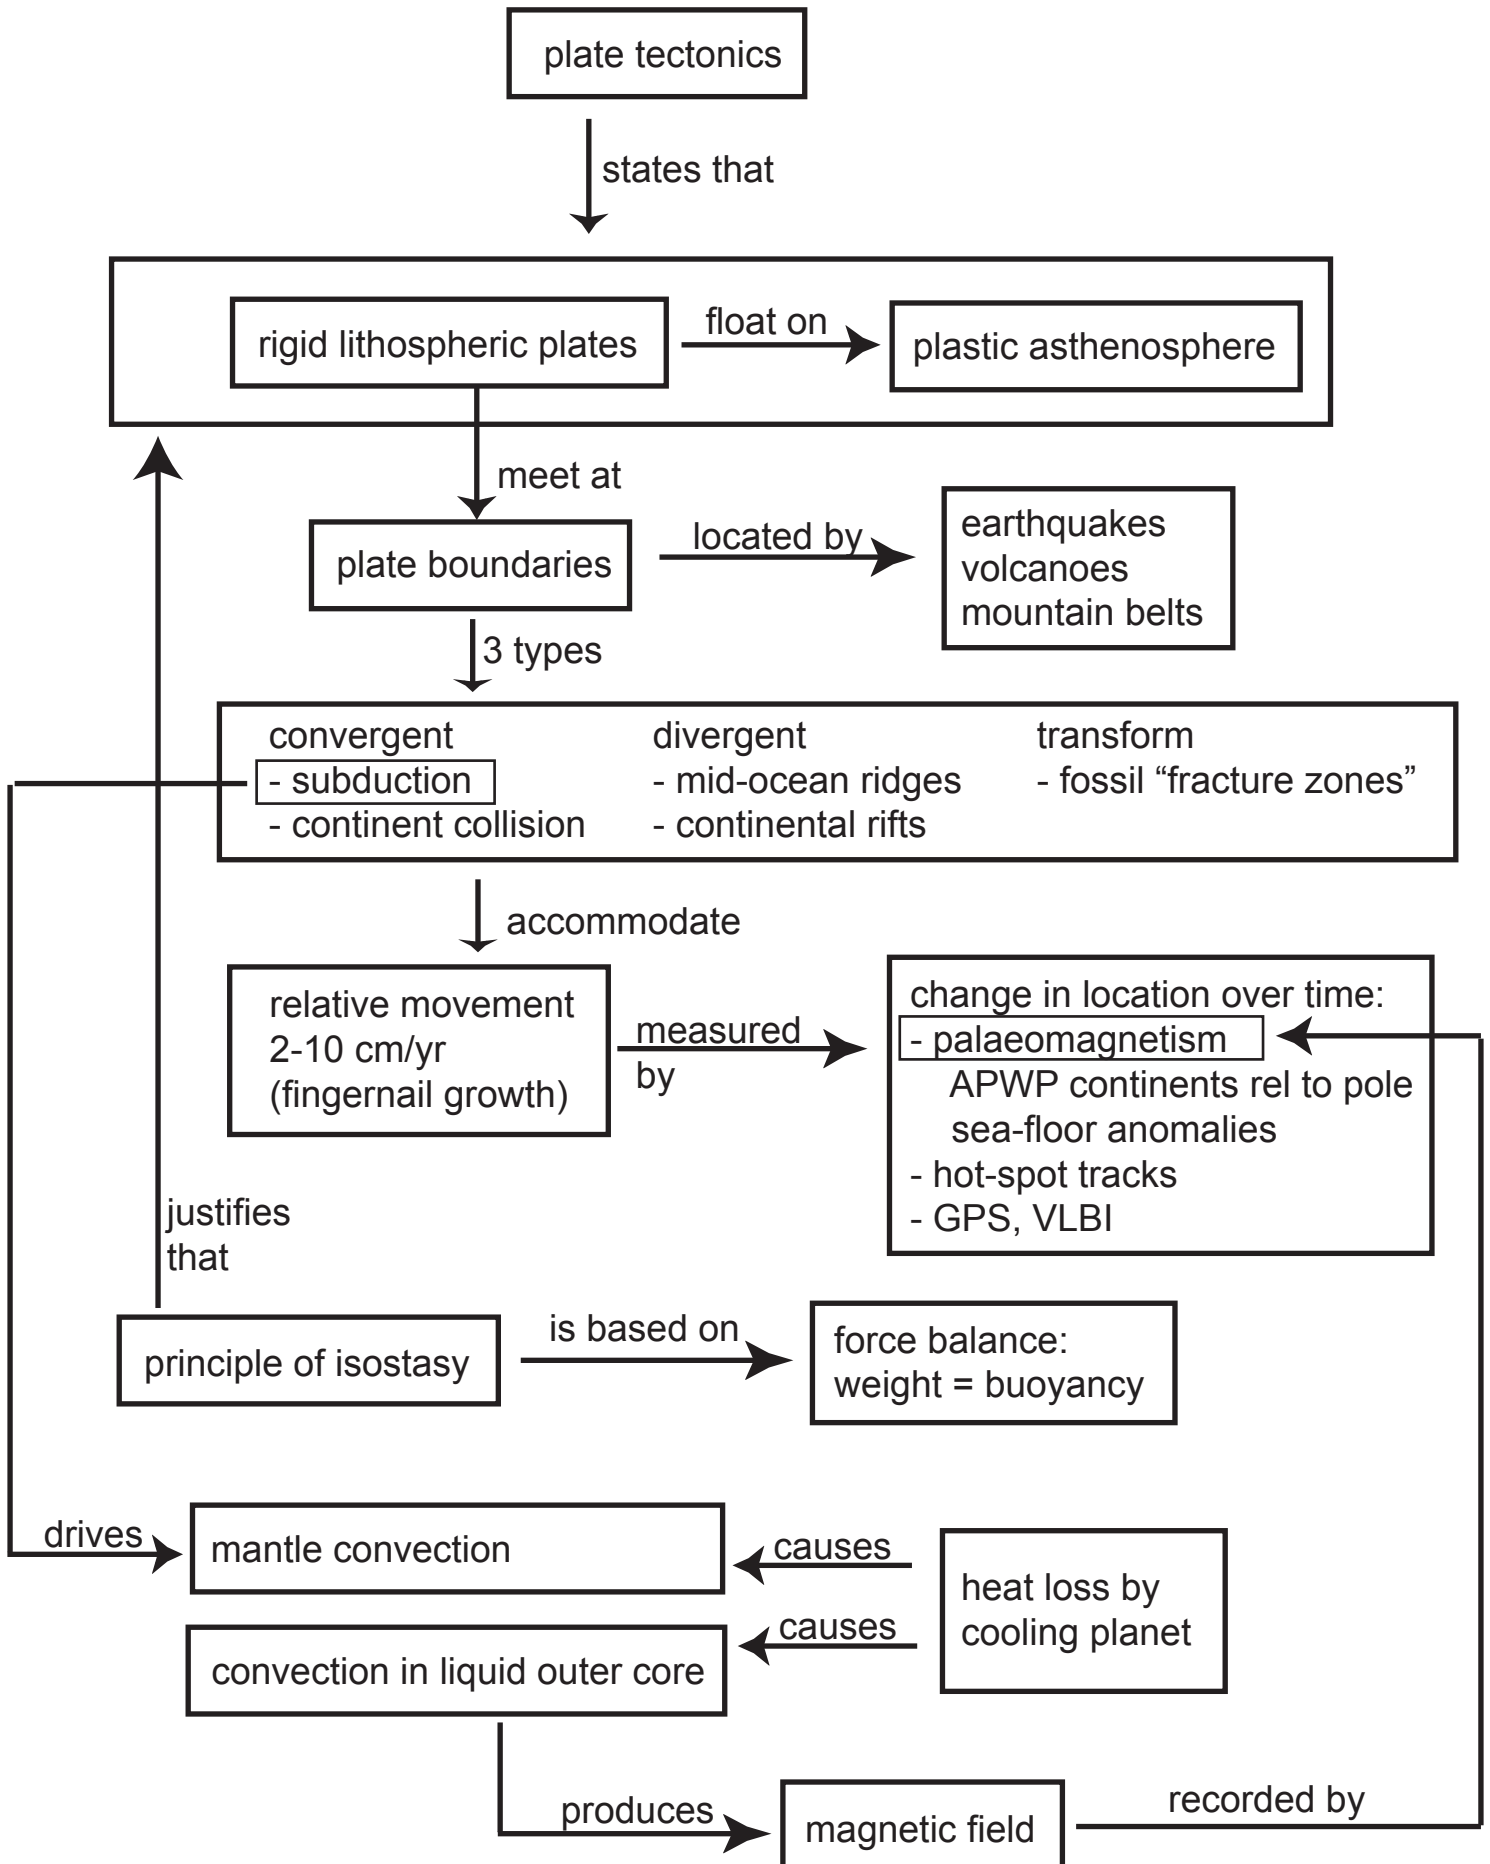 plate tectonics
states that
rigid lithospheric plates
float on
plastic asthenosphere
meet at
plate boundaries
located by
earthquakes
volcanoes
mountain belts
3 types
convergent
- subduction
- continent collision
divergent
- mid-ocean ridges
- continental rifts
transform
- fossil “fracture zones”
accommodate
relative movement
2-10 cm/yr
(fingernail growth)
measured
by
change in location over time:
- palaeomagnetism
APWP continents rel to pole
sea-floor anomalies
- hot-spot tracks
- GPS, VLBI
justifies
that
principle of isostasy
is based on
force balance:
weight = buoyancy
drives
mantle convection
causes
heat loss by
cooling planet
causes
convection in liquid outer core
produces
magnetic field
recorded by